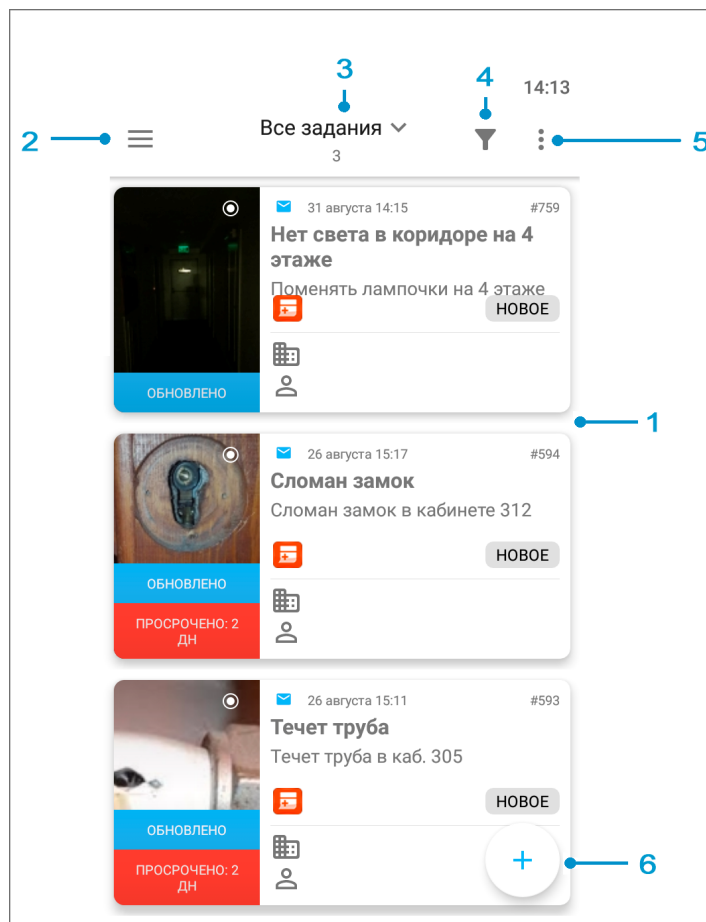 3
4
14:13
2
Все задания
5
3
31 августа 14:15
#759
Нет света в коридоре на 4
этаже
Поменять лампочки на 4 этаже
НОВОЕ
ОБНОВЛЕНО
1
26 августа 15:17
#594
Сломан замок
Сломан замок в кабинете 312
НОВОЕ
ОБНОВЛЕНО
ПРОСРОЧЕНО: 2
ДН
26 августа 15:11
#593
Течет труба
Течет труба в каб. 305
НОВОЕ
ОБНОВЛЕНО
ПРОСРОЧЕНО: 2
ДН
+
6